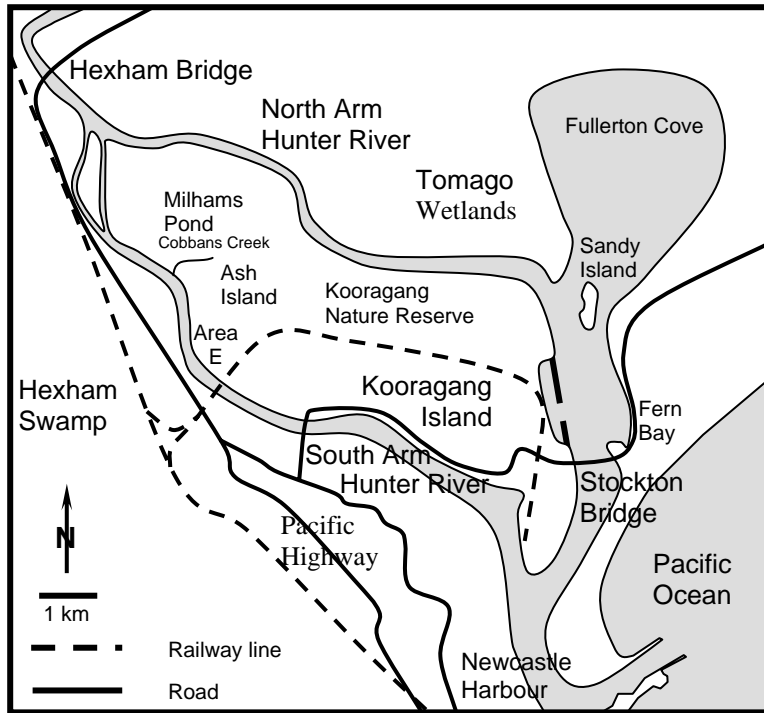 Hexham Bridge
North Arm
Hunter River
Fullerton Cove
Tomago
Wetlands
Milhams
Pond
Cobbans Creek
Ash
Island
Sandy
Island
Kooragang
Nature Reserve
Area
E
Hexham
Swamp
Kooragang
Island
Fern
Bay
South Arm
Hunter River
Stockton
Bridge
N
Pacific
Highway
Pacific
Ocean
1 km
Railway line
Road
Newcastle
Harbour